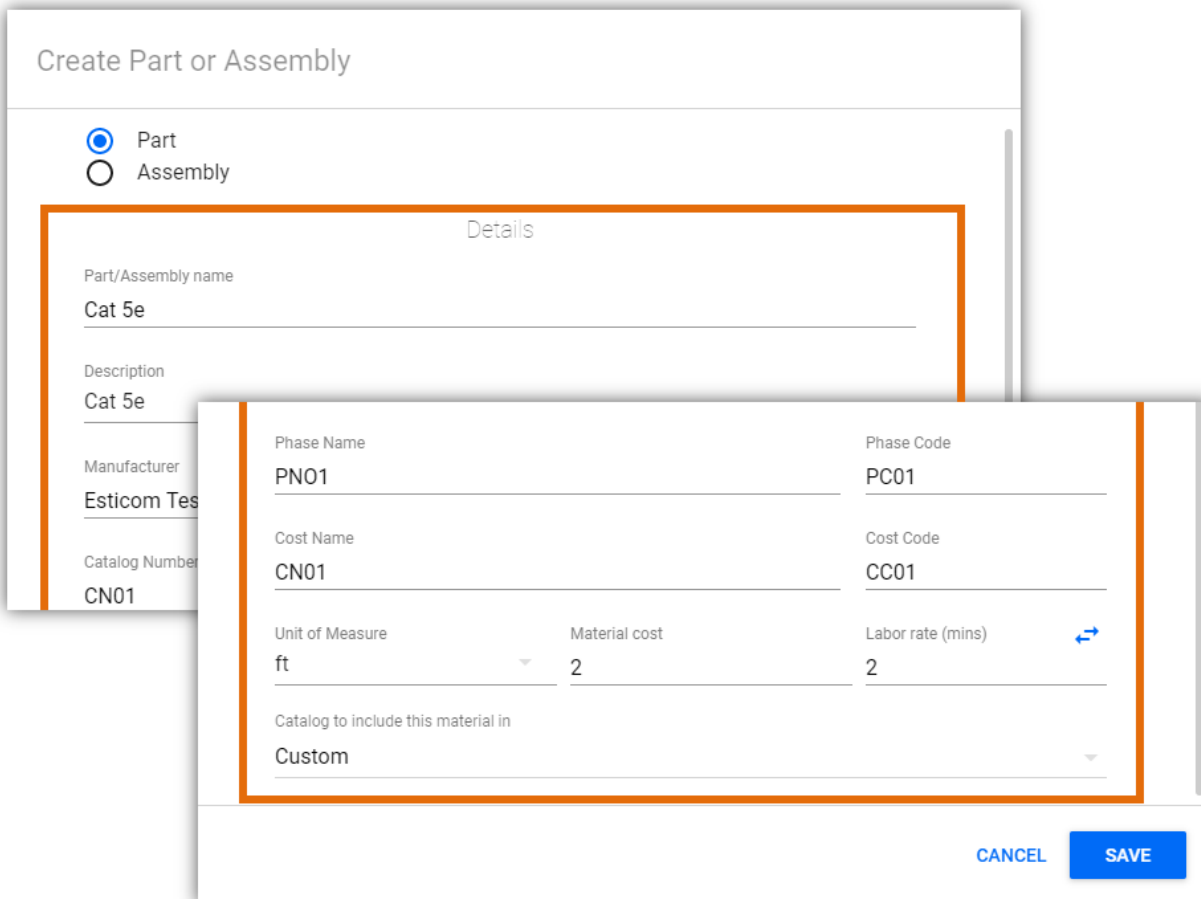 Create Part or Assembly
Part
Assembly
Details
Part/Assembly name
Cat 5e
Description
Cat 5e
Manufacturer
Esticom Tes
Catalog Number
CN01
Phase Name
Phase Code
PNO1
PC01
Cost Name
Cost Code
CN01
CC01
Unit of Measure
Material cost
Labor rate (mins)
ft
2
2
Catalog to include this material in
Custom
CANCEL
SAVE